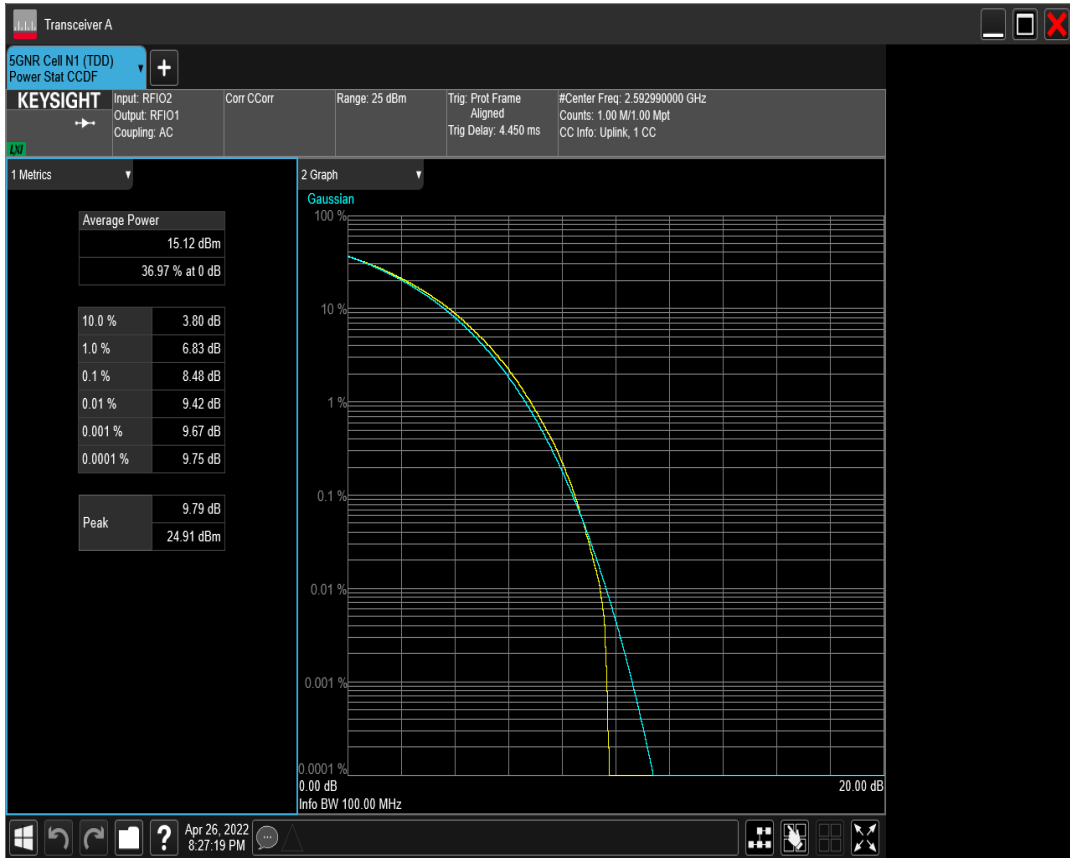 Transceiver A
5GNR Cell N1 (TDD)
Power Stat CCDF
KEYSIGHT
LXI
Input: RFIO2
Output: RFIO1
Coupling: AC
Corr CCorr
Range: 25 dBm
Trig: Prot Frame
Aligned
Trig Delay: 4.450 ms
#Center Freq: 2.592990000 GHz
Counts: 1.00 M/1.00 Mpt
CC Info: Uplink, 1 CC
1 Metrics
Average Power
15.12 dBm
36.97 % at 0 dB
10.0 % 3.80 dB
1.0 % 6.83 dB
0.1 % 8.48 dB
0.01 % 9.42 dB
0.001 % 9.67 dB
0.0001 % 9.75 dB
Peak 9.79 dB
24.91 dBm
2 Graph
Gaussian
100 %
10 %
1 %
0.1 %
0.01 %
0.001 %
0.0001 %
0.00 dB 20.00 dB
Info BW 100.00 MHz
Apr 26, 2022
8:27:19 PM